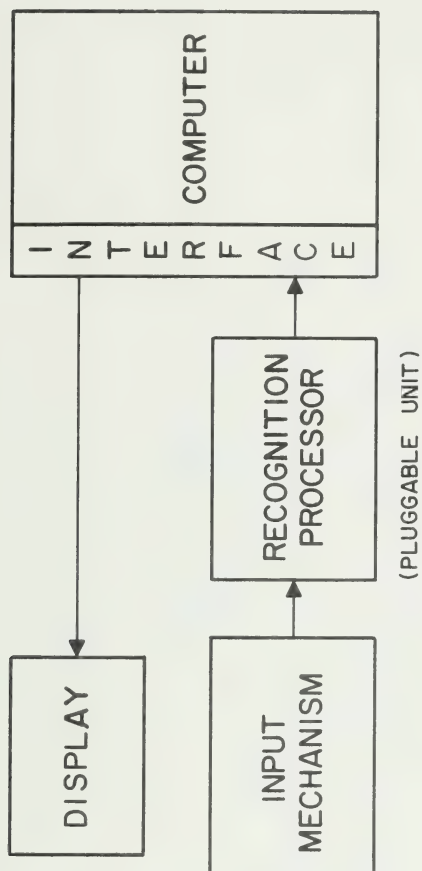 DISPLAY
INPUT
MECHANISM
RECOGNITION
PROCESSOR
(PLUGGABLE UNIT)
INTERFACE
COMPUTER